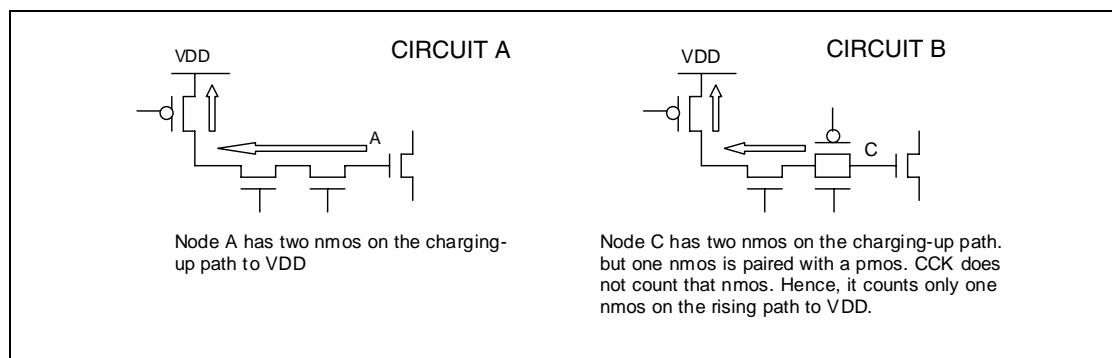 CIRCUIT A
VDD
A
Node A has two nmos on the charging-
up path to VDD
CIRCUIT B
VDD
C
Node C has two nmos on the charging-up path.
but one nmos is paired with a pmos. CCK does
not count that nmos. Hence, it counts only one
nmos on the rising path to VDD.